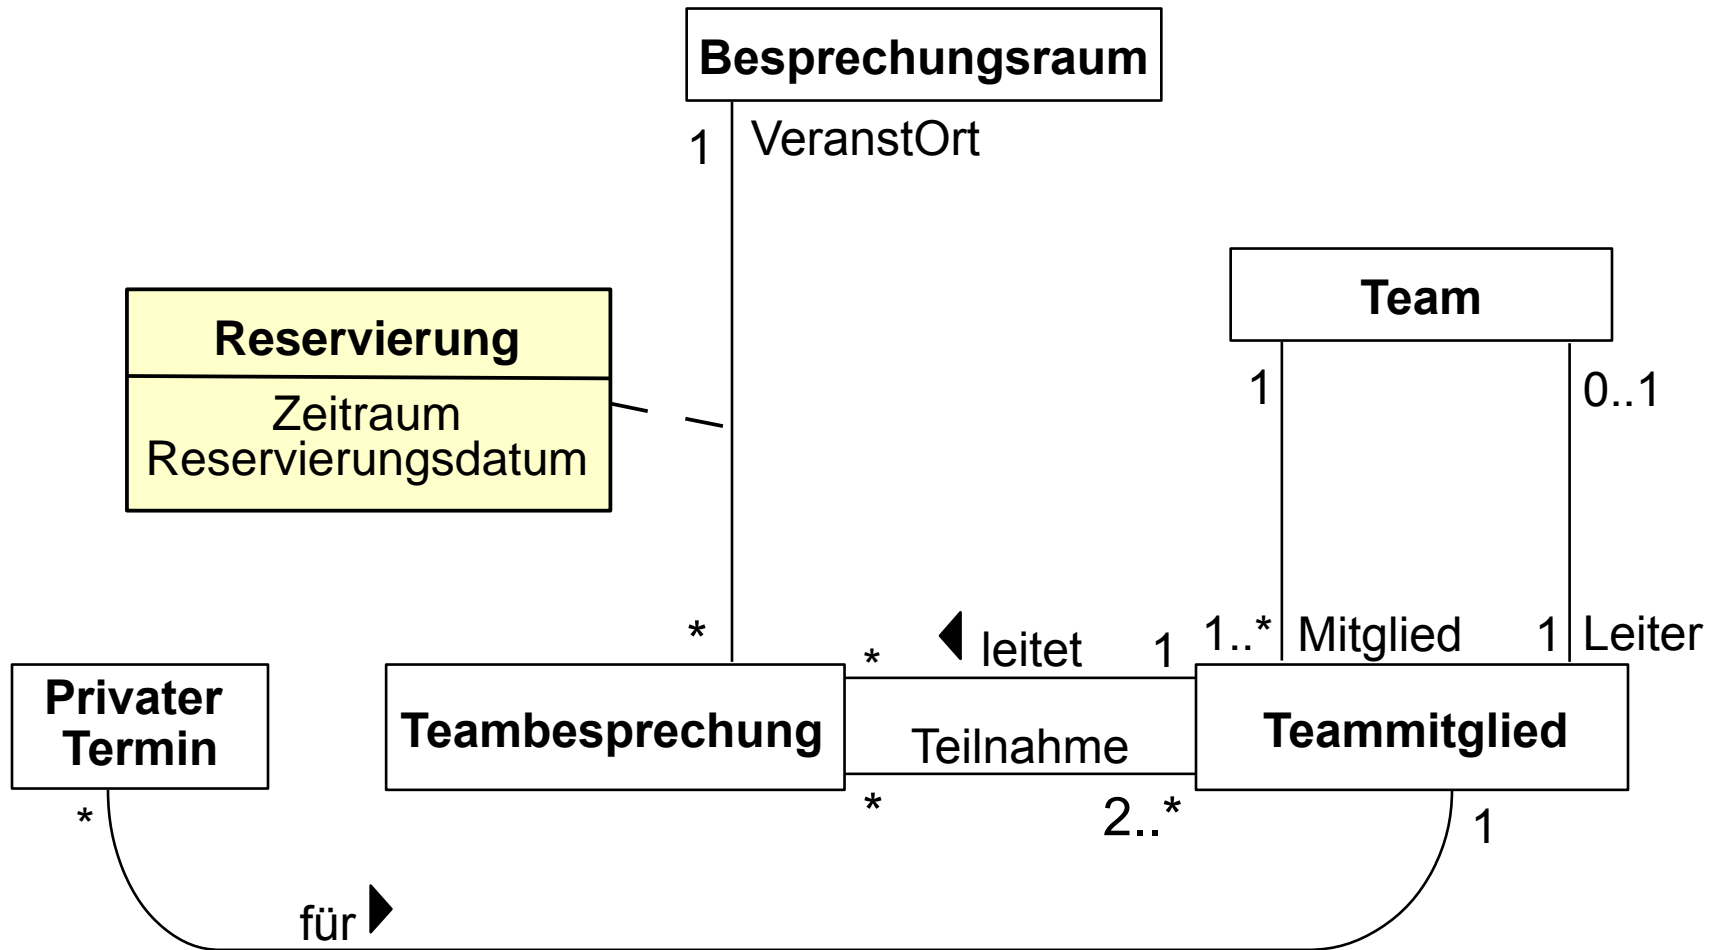 Besprechungsraum
1 VeranstOrt
Team
Reservierung
1 0..1
Zeitraum
Reservierungsdatum
* * leitet 1 1..* Mitglied 1 Leiter
Privater
Termin
Teambesprechung
Teilnahme
Teammitglied
* * 2..* 1
für